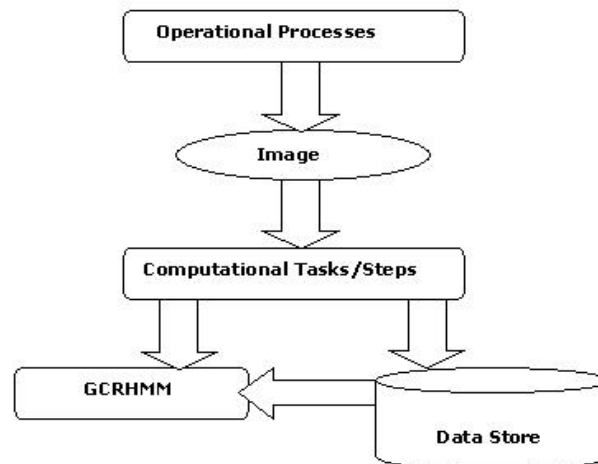 Operational Processes
Image
Computational Tasks/Steps
GCRHMM
Data Store